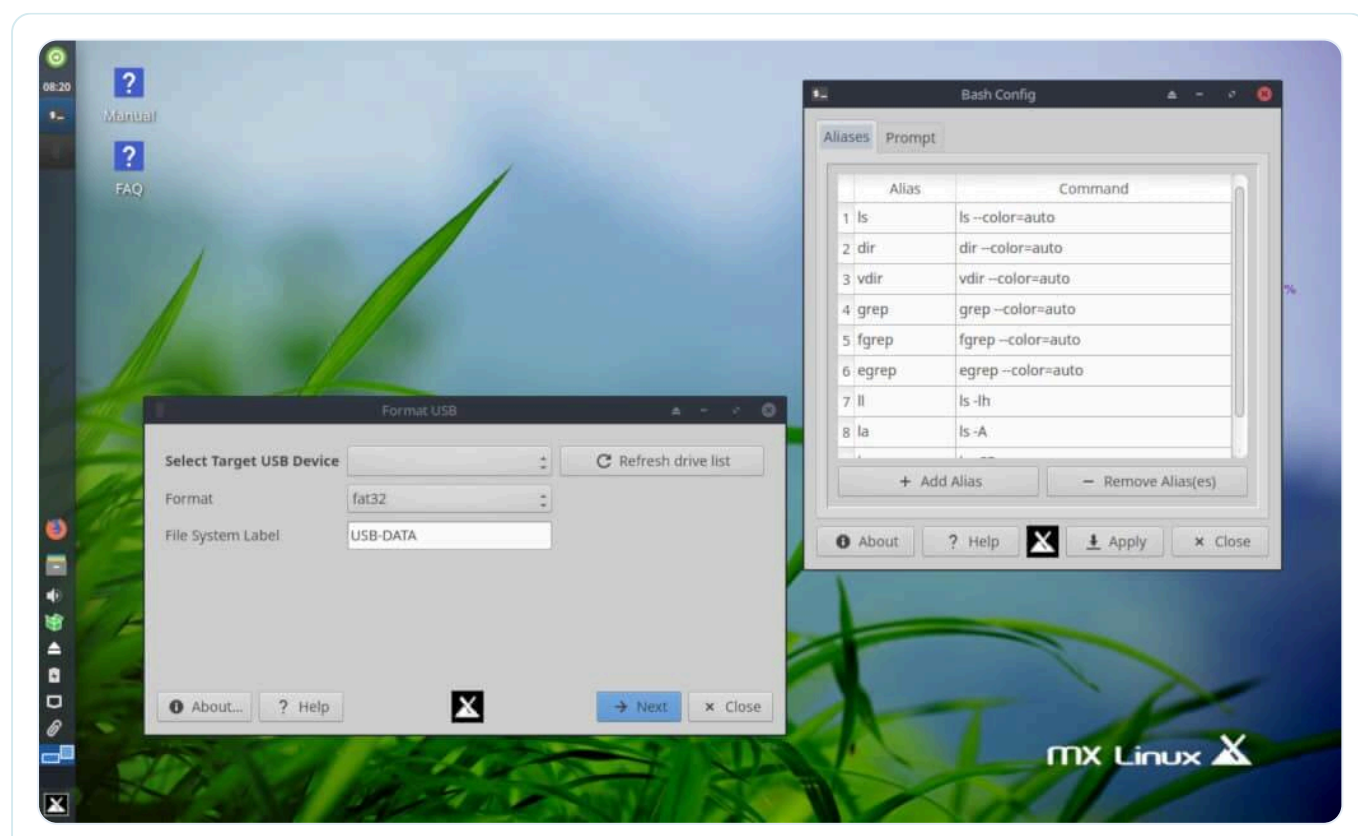 08:20
Manual
FAQ
Bash Config
Aliases Prompt
Alias Command
1 ls ls --color=auto
2 dir dir --color=auto
3 vdir vdir --color=auto
4 grep grep --color=auto
5 fgrep fgrep --color=auto
6 egrep egrep --color=auto
7 ll ls -lh
8 la ls -A
+ Add Alias − Remove Alias(es)
About ? Help Apply × Close
%
Format USB
Select Target USB Device Refresh drive list
Format fat32
File System Label USB-DATA
About... ? Help → Next × Close
mx Linux